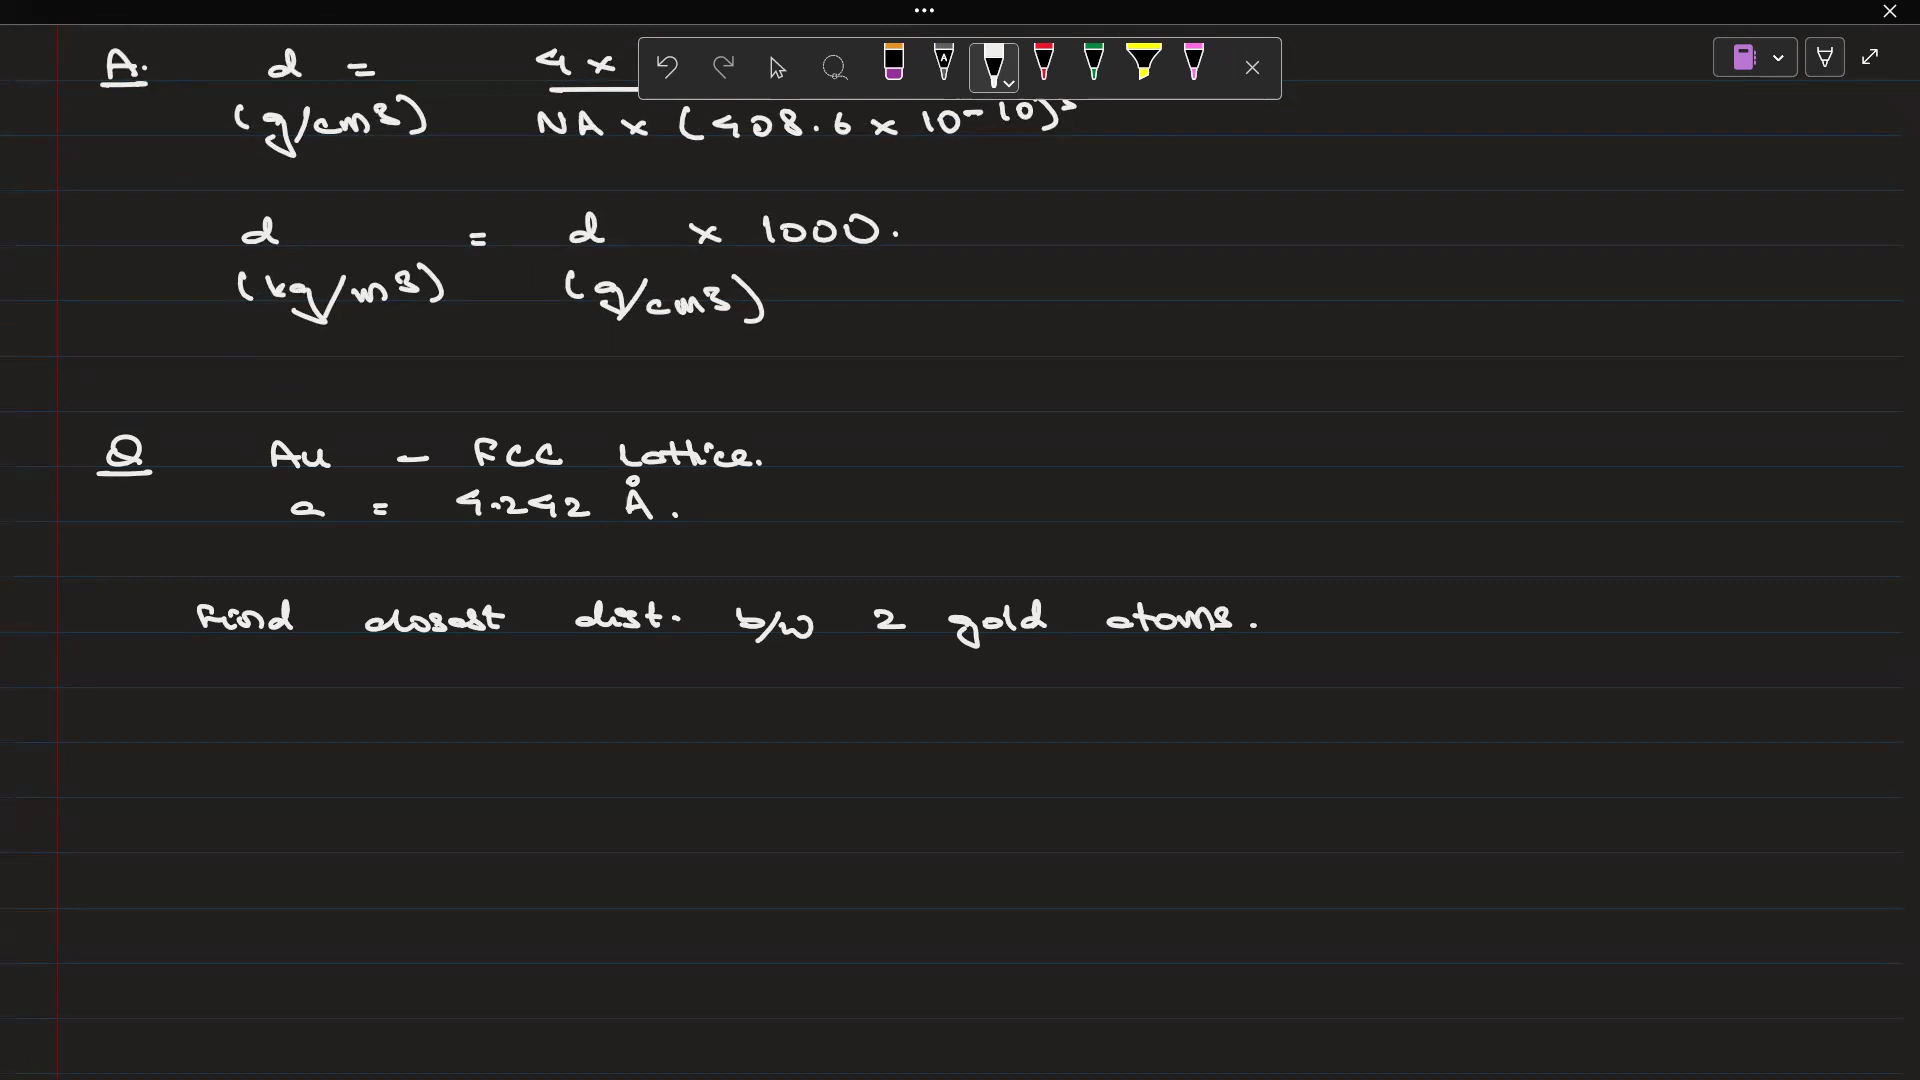 A. d = 4 x
(g/cm3) NA x (408.6 x 10-10)3
d = d x 1000.
(kg/m3) (g/cm3)
Q Au - FCC Lattice.
a = 4.242 Å.
Find closest dist. b/w 2 gold atoms.